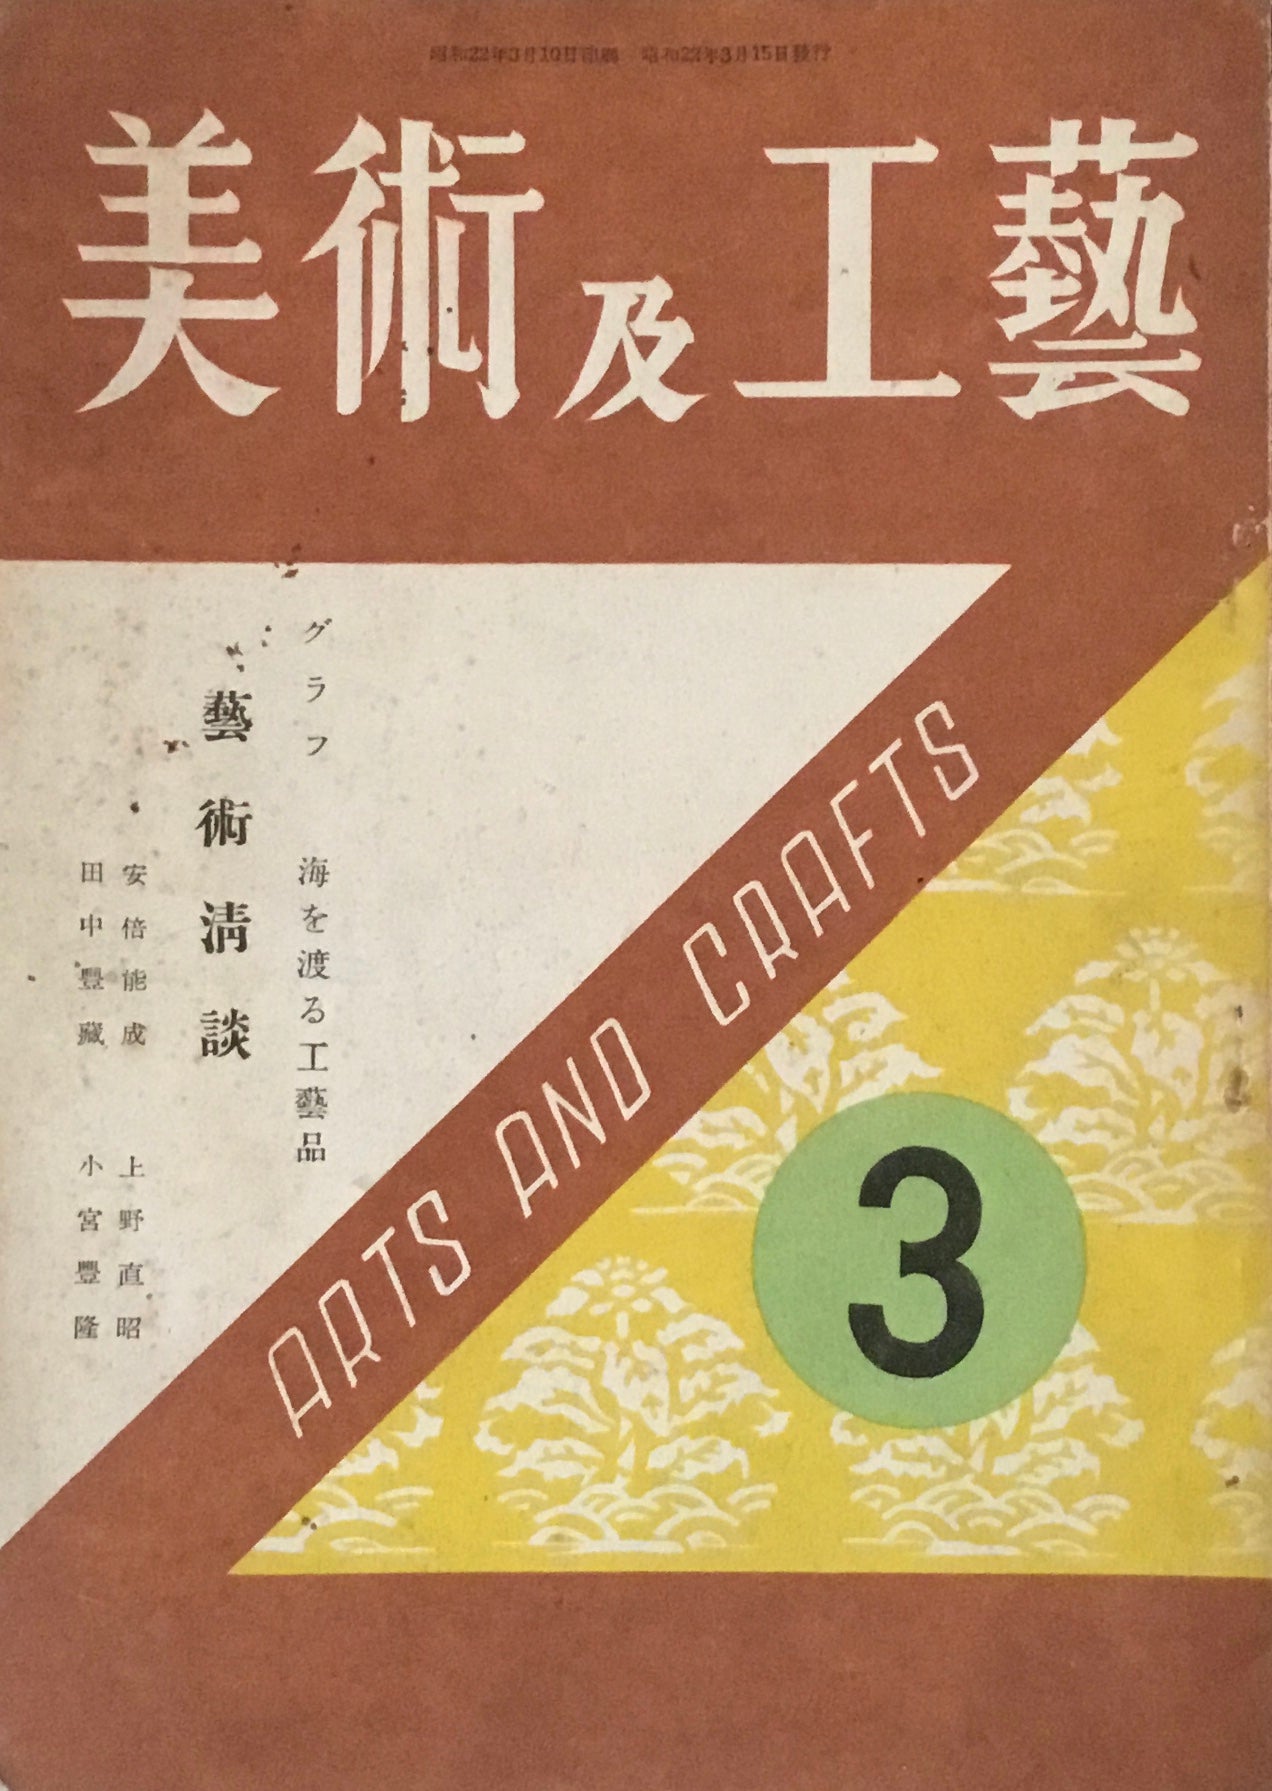 昭和22年3月10日印刷 昭和22年3月15日發行
美術及工藝
グラフ 海を渡る工藝品
藝術淸談
安倍能成 上野直昭
田中豊藏 小宮豐隆
ARTS AND CRAFTS
3